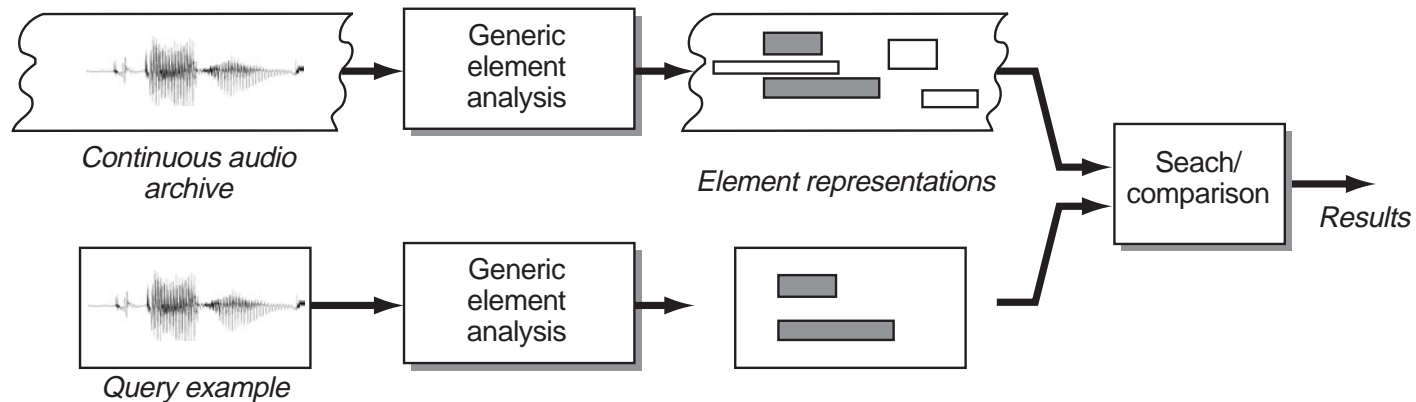 Generic
element
analysis
Continuous audio
archive
Element representations
Seach/
comparison
Results
Generic
element
analysis
Query example